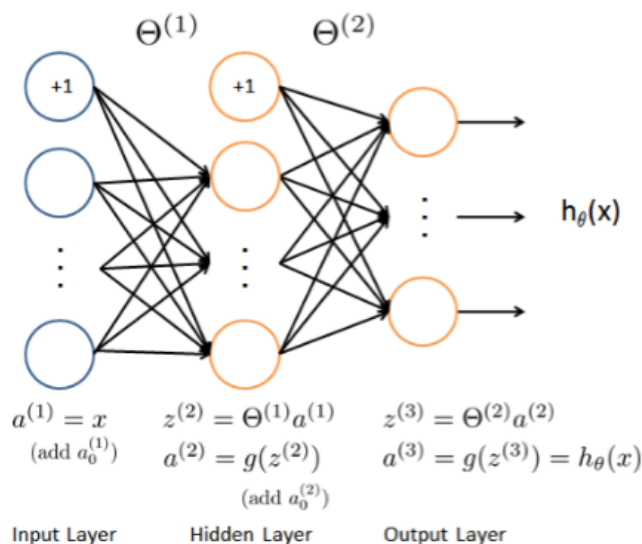 Θ^{(1)} Θ^{(2)}
+1 +1
h_θ(x)
a^{(1)} = x z^{(2)} = Θ^{(1)}a^{(1)} z^{(3)} = Θ^{(2)}a^{(2)}
(add a_0^{(1)}) a^{(2)} = g(z^{(2)}) a^{(3)} = g(z^{(3)}) = h_θ(x)
(add a_0^{(2)})
Input Layer Hidden Layer Output Layer